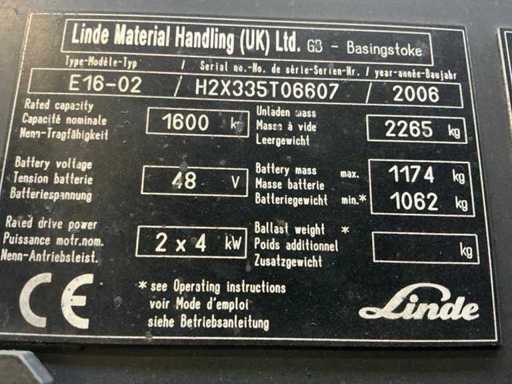 Linde Material Handling (UK) Ltd. GB - Basingstoke
Type-Modèle-Typ / Serial no.-No. de série-Serien-Nr. / year-année-Baujahr
E16-02 / H2X335T06607 / 2006
Rated capacity
Capacité nominale
Nenn-Tragfähigkeit
1600 k
Unladen mass
Masse à vide
Leergewicht
2265 kg
Battery voltage
Tension batterie
Batteriespannung
48 V
Battery mass max. 1174 kg
Masse batterie
Batteriegewicht min.* 1062 kg
Rated drive power
Puissance motr.nom.
Nenn-Antriebsleist.
2 x 4 kW
Ballast weight *
Poids additionnel
Zusatzgewicht
kg
CE
* see Operating instructions
voir Mode d'emploi
siehe Betriebsanleitung
Linde